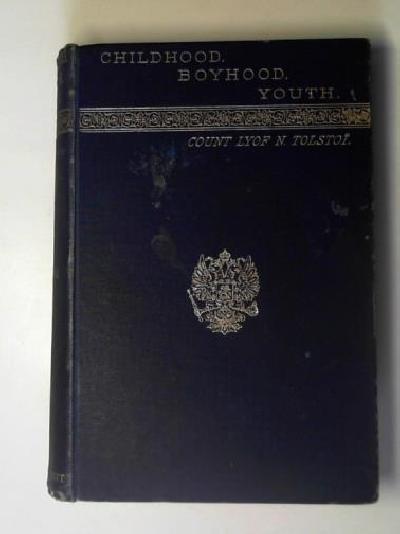 CHILDHOOD.
BOYHOOD.
YOUTH.
COUNT LYOF N. TOLSTOÏ.